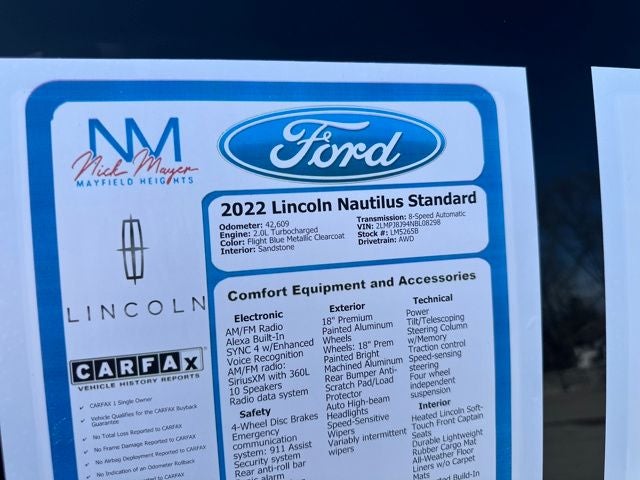 NM
Nick Mayer
MAYFIELD HEIGHTS
Ford
2022 Lincoln Nautilus Standard
Odometer: 42,609
Engine: 2.0L Turbocharged
Color: Flight Blue Metallic Clearcoat
Interior: Sandstone
Transmission: 8-Speed Automatic
VIN: 2LMPJ8J94NBL08298
Stock #: LM5265B
Drivetrain: AWD
LINCOLN
CARFAX
VEHICLE HISTORY REPORTS
✓ CARFAX 1 Single Owner
✓ Vehicle Qualifies for the CARFAX Buyback
Guarantee
✓ No Total Loss Reported to CARFAX
✓ No Frame Damage Reported to CARFAX
✓ No Airbag Deployment Reported to CARFAX
✓ No Indication of an Odometer Rollback
Reported to CARFAX
Comfort Equipment and Accessories
Electronic
AM/FM Radio
Alexa Built-In
SYNC 4 w/Enhanced
Voice Recognition
AM/FM radio:
SiriusXM with 360L
10 Speakers
Radio data system
Safety
4-Wheel Disc Brakes
Emergency
communication
system: 911 Assist
Security system
Rear anti-roll bar
alarm
Exterior
18" Premium
Painted Aluminum
Wheels
Wheels: 18" Prem
Painted Bright
Machined Aluminum
Rear Bumper Anti-
Scratch Pad/Load
Protector
Auto High-beam
Headlights
Speed-Sensitive
Wipers
Variably intermittent
wipers
Technical
Power
Tilt/Telescoping
Steering Column
w/Memory
Traction control
Speed-sensing
steering
Four wheel
independent
suspension
Interior
Heated Lincoln Soft-
Touch Front Captain
Seats
Durable Lightweight
Rubber Cargo Mat
All-Weather Floor
Liners w/o Carpet
Mats
Built-In